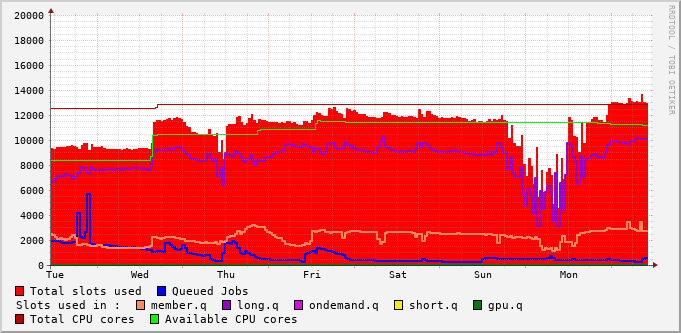 RRDTOOL / TOBI OETIKER
20000
18000
16000
14000
12000
10000
8000
6000
4000
2000
0
Tue Wed Thu Fri Sat Sun Mon
Total slots used Queued Jobs
Slots used in : member.q long.q ondemand.q short.q gpu.q
Total CPU cores Available CPU cores